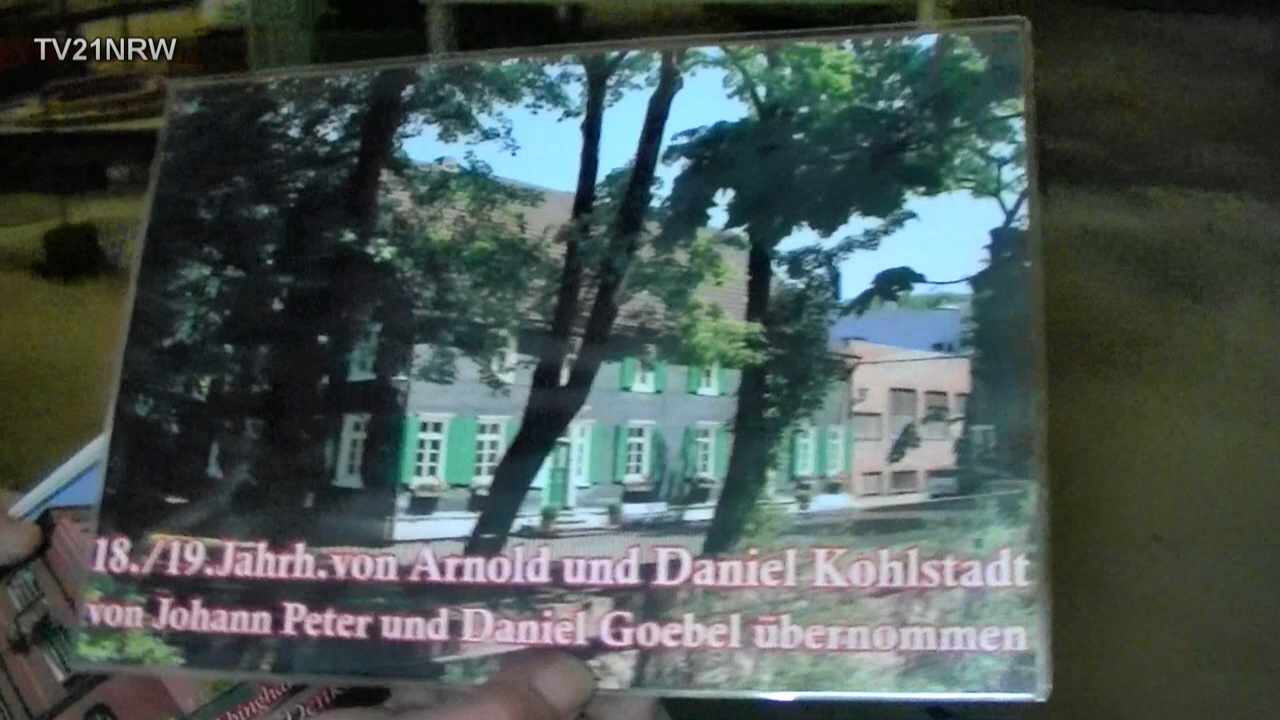 TV21NRW
18./19.Jahrh.von Arnold und Daniel Kohlstadt
von Johann Peter und Daniel Goebel übernommen